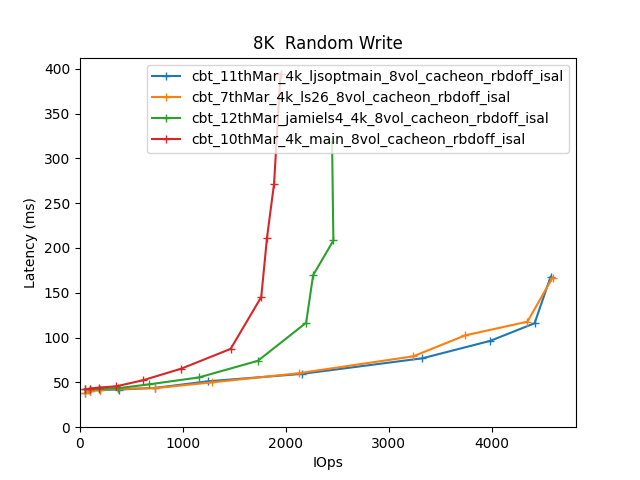 8K  Random Write
cbt_11thMar_4k_ljsoptmain_8vol_cacheon_rbdoff_isal
cbt_7thMar_4k_ls26_8vol_cacheon_rbdoff_isal
cbt_12thMar_jamiels4_4k_8vol_cacheon_rbdoff_isal
cbt_10thMar_4k_main_8vol_cacheon_rbdoff_isal
Latency (ms)
400
350
300
250
200
150
100
50
0
0 1000 2000 3000 4000
IOps